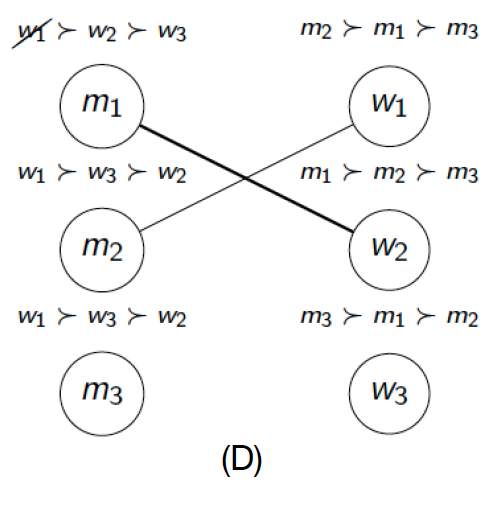 w₁ ≻ w₂ ≻ w₃ m₂ ≻ m₁ ≻ m₃
m₁ w₁
w₁ ≻ w₃ ≻ w₂ m₁ ≻ m₂ ≻ m₃
m₂ w₂
w₁ ≻ w₃ ≻ w₂ m₃ ≻ m₁ ≻ m₂
m₃ w₃
(D)